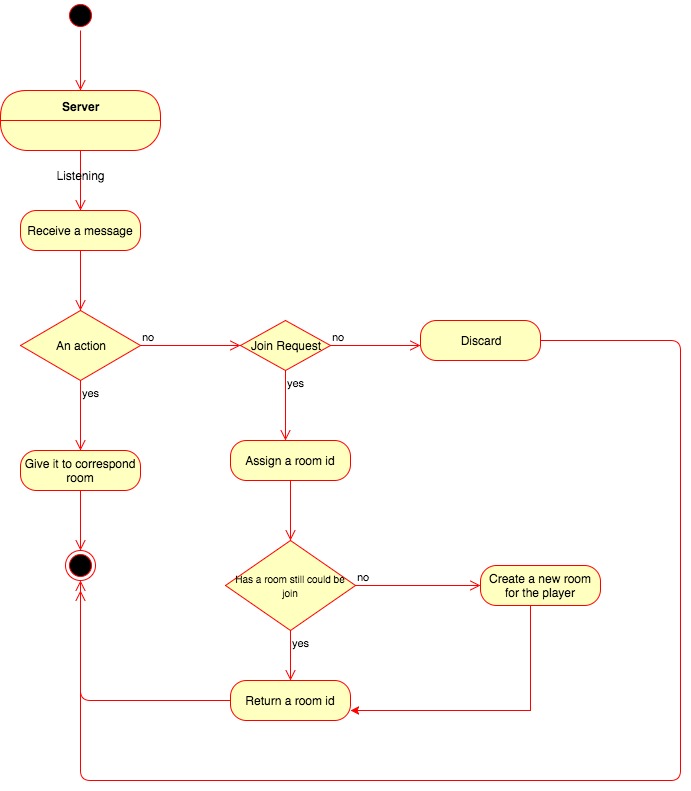 Server
Listening
Receive a message
An action
no
Join Request
no
Discard
yes
yes
Give it to correspond
room
Assign a room id
Has a room still could be
join
no
Create a new room
for the player
yes
Return a room id